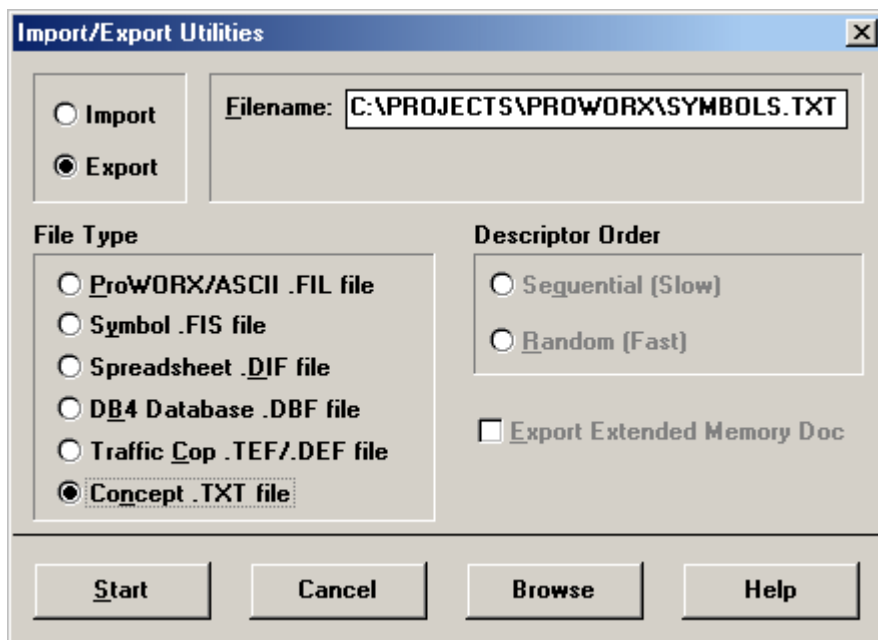 Import/Export Utilities
Import
Export
Filename: C:\PROJECTS\PROWORX\SYMBOLS.TXT
File Type
ProWORX/ASCII .FIL file
Symbol .FIS file
Spreadsheet .DIF file
DB4 Database .DBF file
Traffic Cop .TEF/.DEF file
Concept .TXT file
Descriptor Order
Sequential (Slow)
Random (Fast)
Export Extended Memory Doc
Start Cancel Browse Help